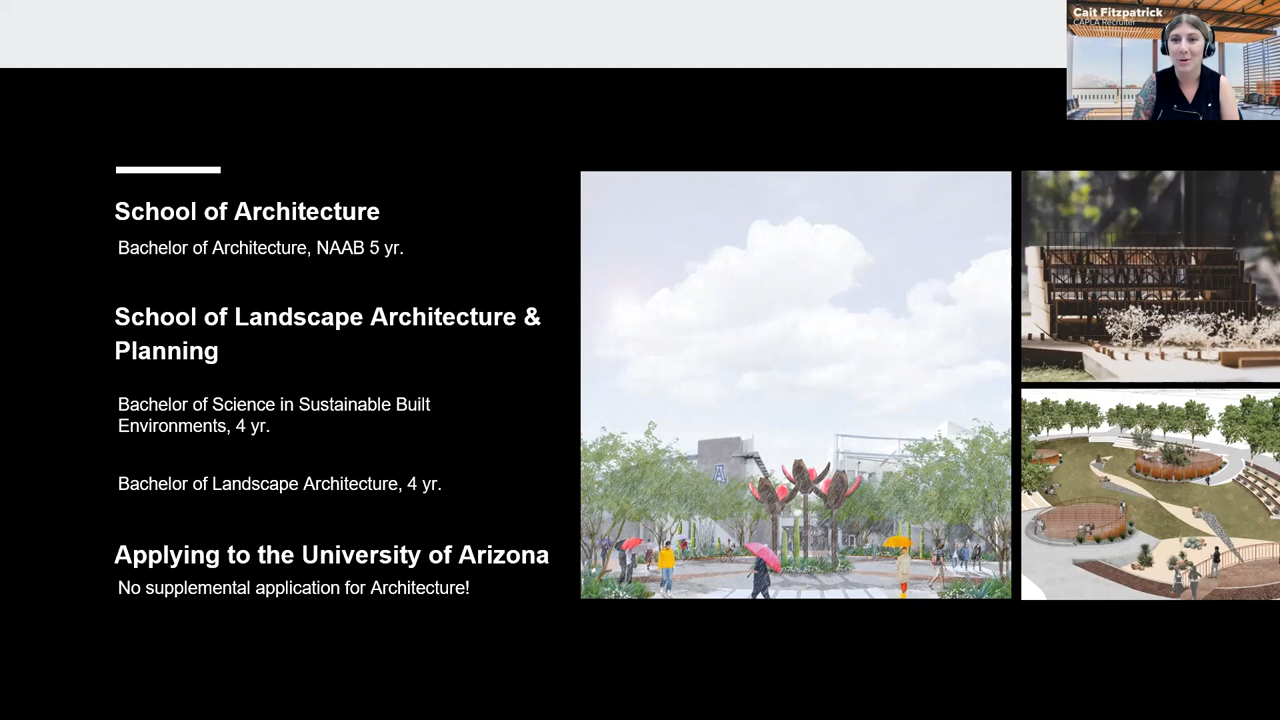 Cait Fitzpatrick
CAPLA Recruiter
School of Architecture
Bachelor of Architecture, NAAB 5 yr.
School of Landscape Architecture &
Planning
Bachelor of Science in Sustainable Built
Environments, 4 yr.
Bachelor of Landscape Architecture, 4 yr.
Applying to the University of Arizona
No supplemental application for Architecture!
A